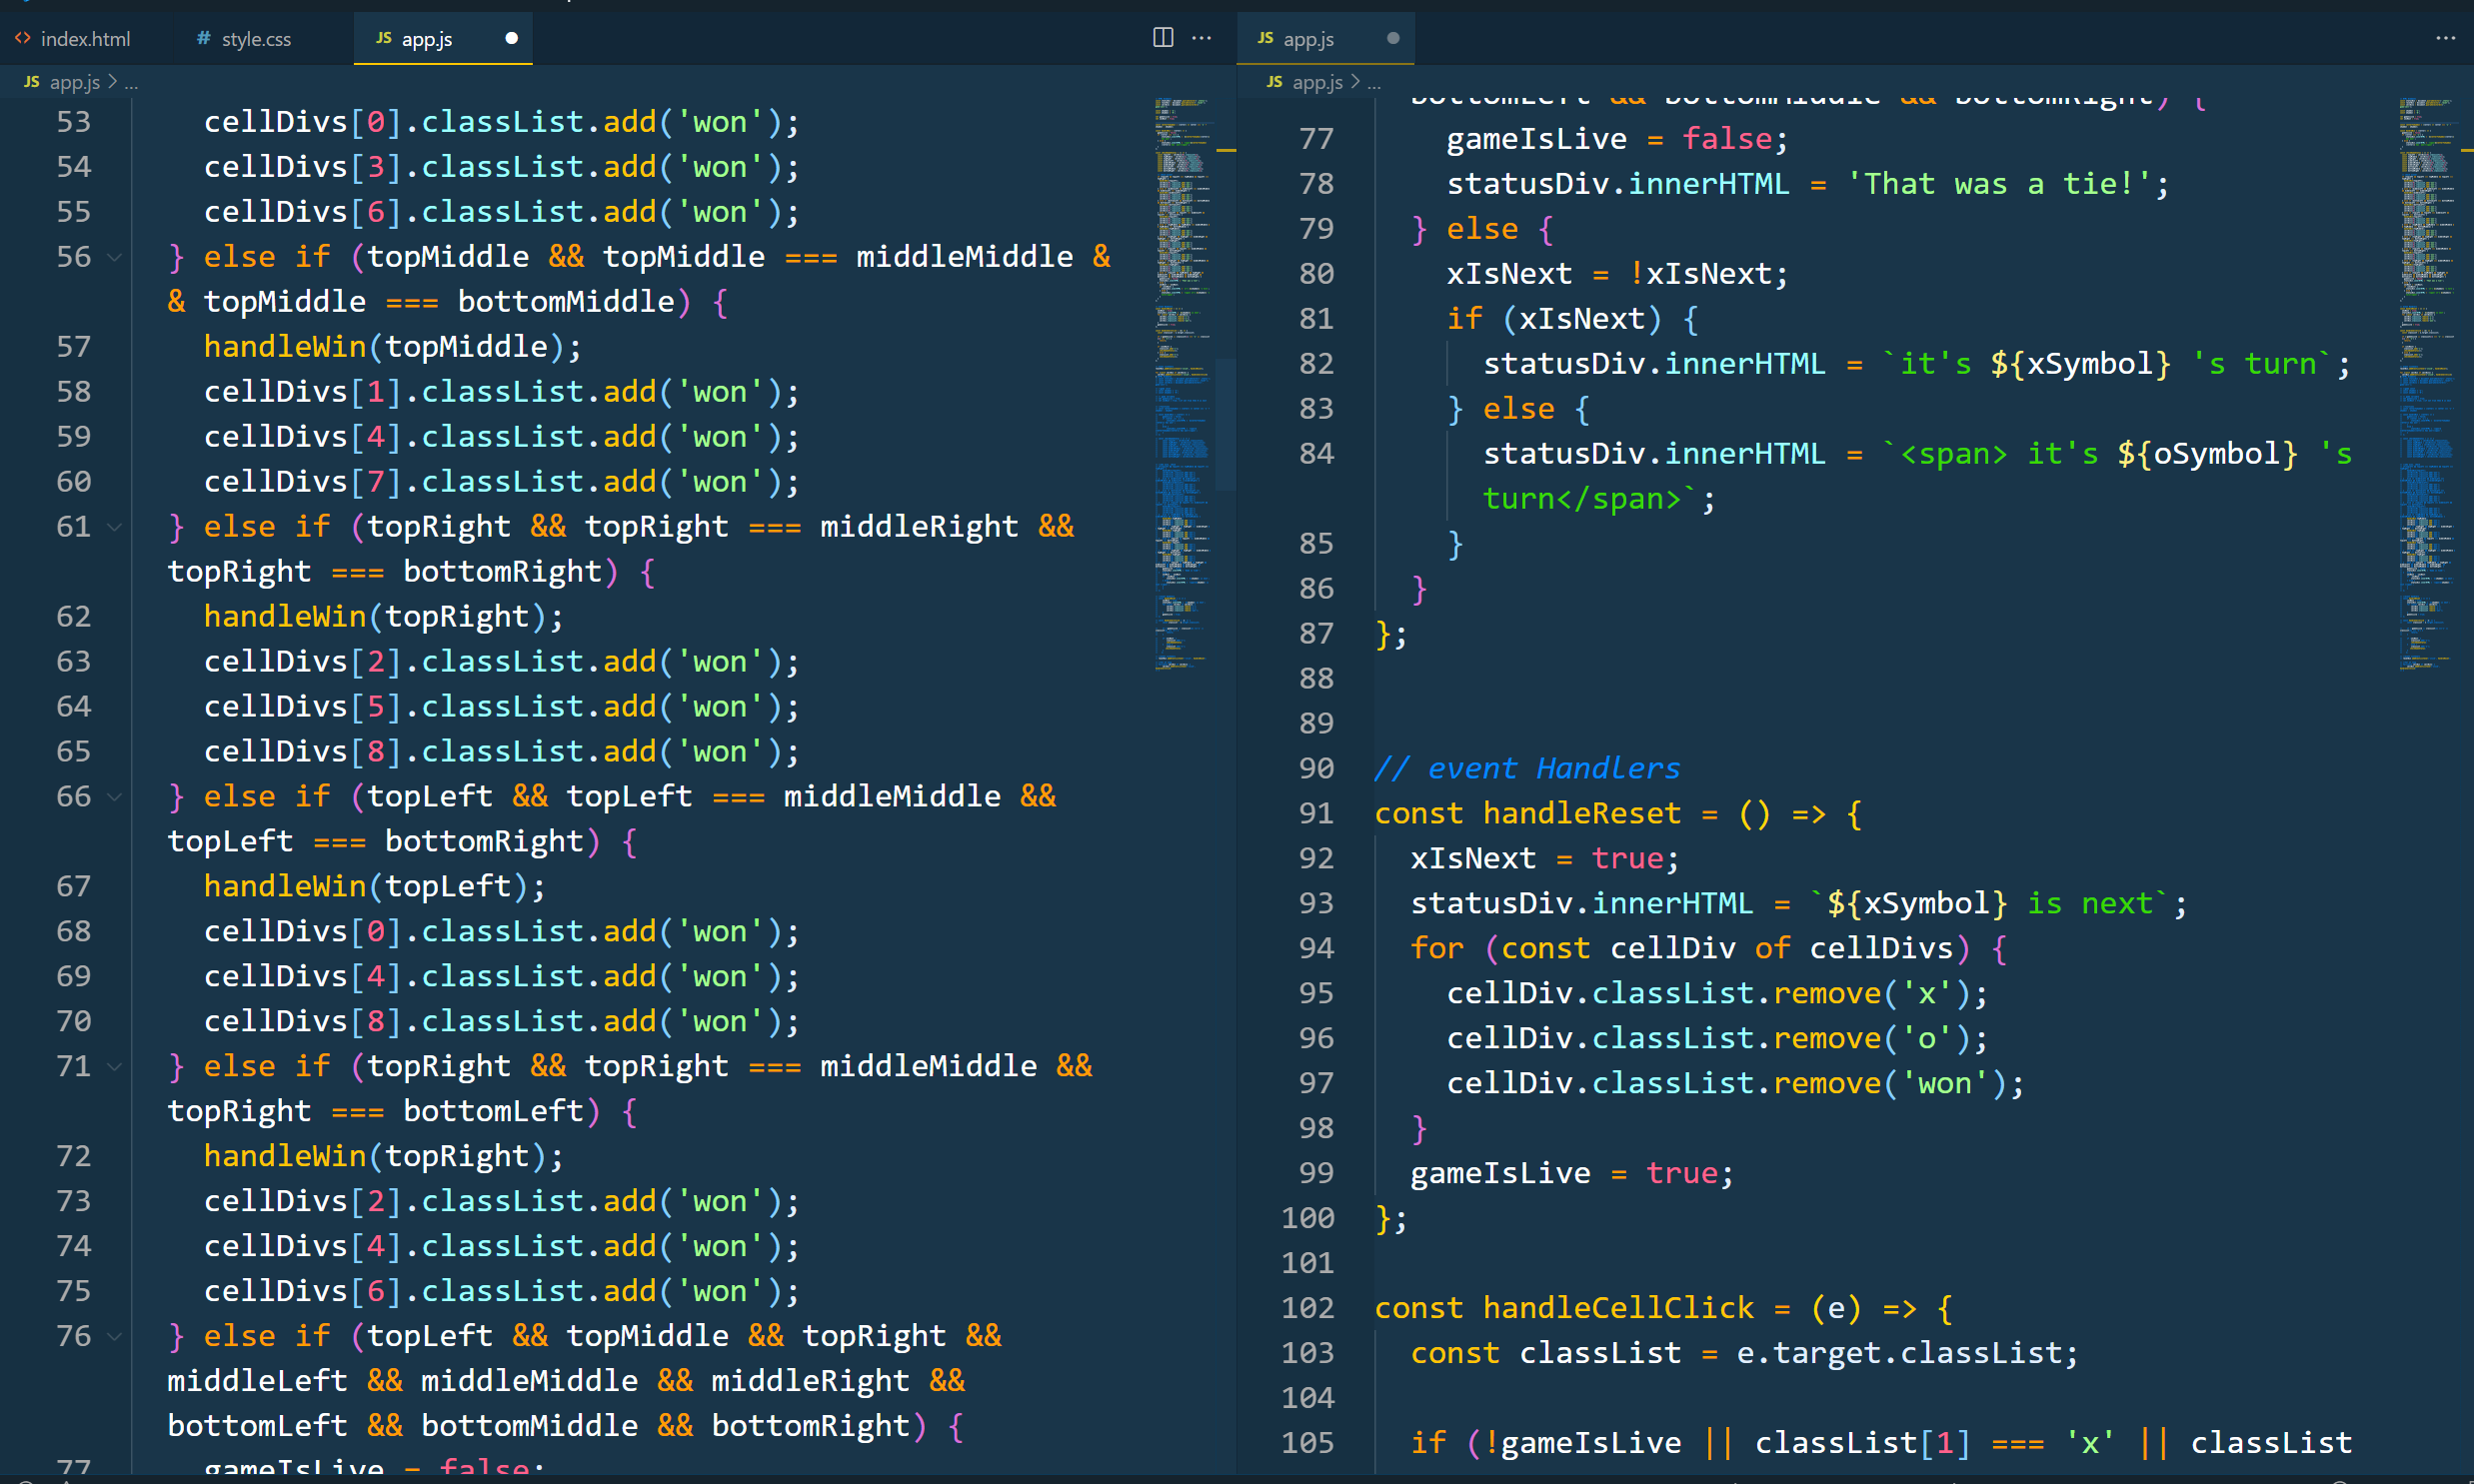 index.html
style.css
JS app.js
JS app.js > ...
53 cellDivs[0].classList.add('won');
54 cellDivs[3].classList.add('won');
55 cellDivs[6].classList.add('won');
56 } else if (topMiddle && topMiddle === middleMiddle &
& topMiddle === bottomMiddle) {
57 handleWin(topMiddle);
58 cellDivs[1].classList.add('won');
59 cellDivs[4].classList.add('won');
60 cellDivs[7].classList.add('won');
61 } else if (topRight && topRight === middleRight &&
topRight === bottomRight) {
62 handleWin(topRight);
63 cellDivs[2].classList.add('won');
64 cellDivs[5].classList.add('won');
65 cellDivs[8].classList.add('won');
66 } else if (topLeft && topLeft === middleMiddle &&
topLeft === bottomRight) {
67 handleWin(topLeft);
68 cellDivs[0].classList.add('won');
69 cellDivs[4].classList.add('won');
70 cellDivs[8].classList.add('won');
71 } else if (topRight && topRight === middleMiddle &&
topRight === bottomLeft) {
72 handleWin(topRight);
73 cellDivs[2].classList.add('won');
74 cellDivs[4].classList.add('won');
75 cellDivs[6].classList.add('won');
76 } else if (topLeft && topMiddle && topRight &&
middleLeft && middleMiddle && middleRight &&
bottomLeft && bottomMiddle && bottomRight) {
77 gameIsLive = false;
JS app.js
JS app.js > ...
bottomLeft && bottomMiddle && bottomRight) {
77 gameIsLive = false;
78 statusDiv.innerHTML = 'That was a tie!';
79 } else {
80 xIsNext = !xIsNext;
81 if (xIsNext) {
82 statusDiv.innerHTML = `it's ${xSymbol} 's turn`;
83 } else {
84 statusDiv.innerHTML = `<span> it's ${oSymbol} 's
turn</span>`;
85 }
86 }
87 };
88
89
90 // event Handlers
91 const handleReset = () => {
92 xIsNext = true;
93 statusDiv.innerHTML = `${xSymbol} is next`;
94 for (const cellDiv of cellDivs) {
95 cellDiv.classList.remove('x');
96 cellDiv.classList.remove('o');
97 cellDiv.classList.remove('won');
98 }
99 gameIsLive = true;
100 };
101
102 const handleCellClick = (e) => {
103 const classList = e.target.classList;
104
105 if (!gameIsLive || classList[1] === 'x' || classList